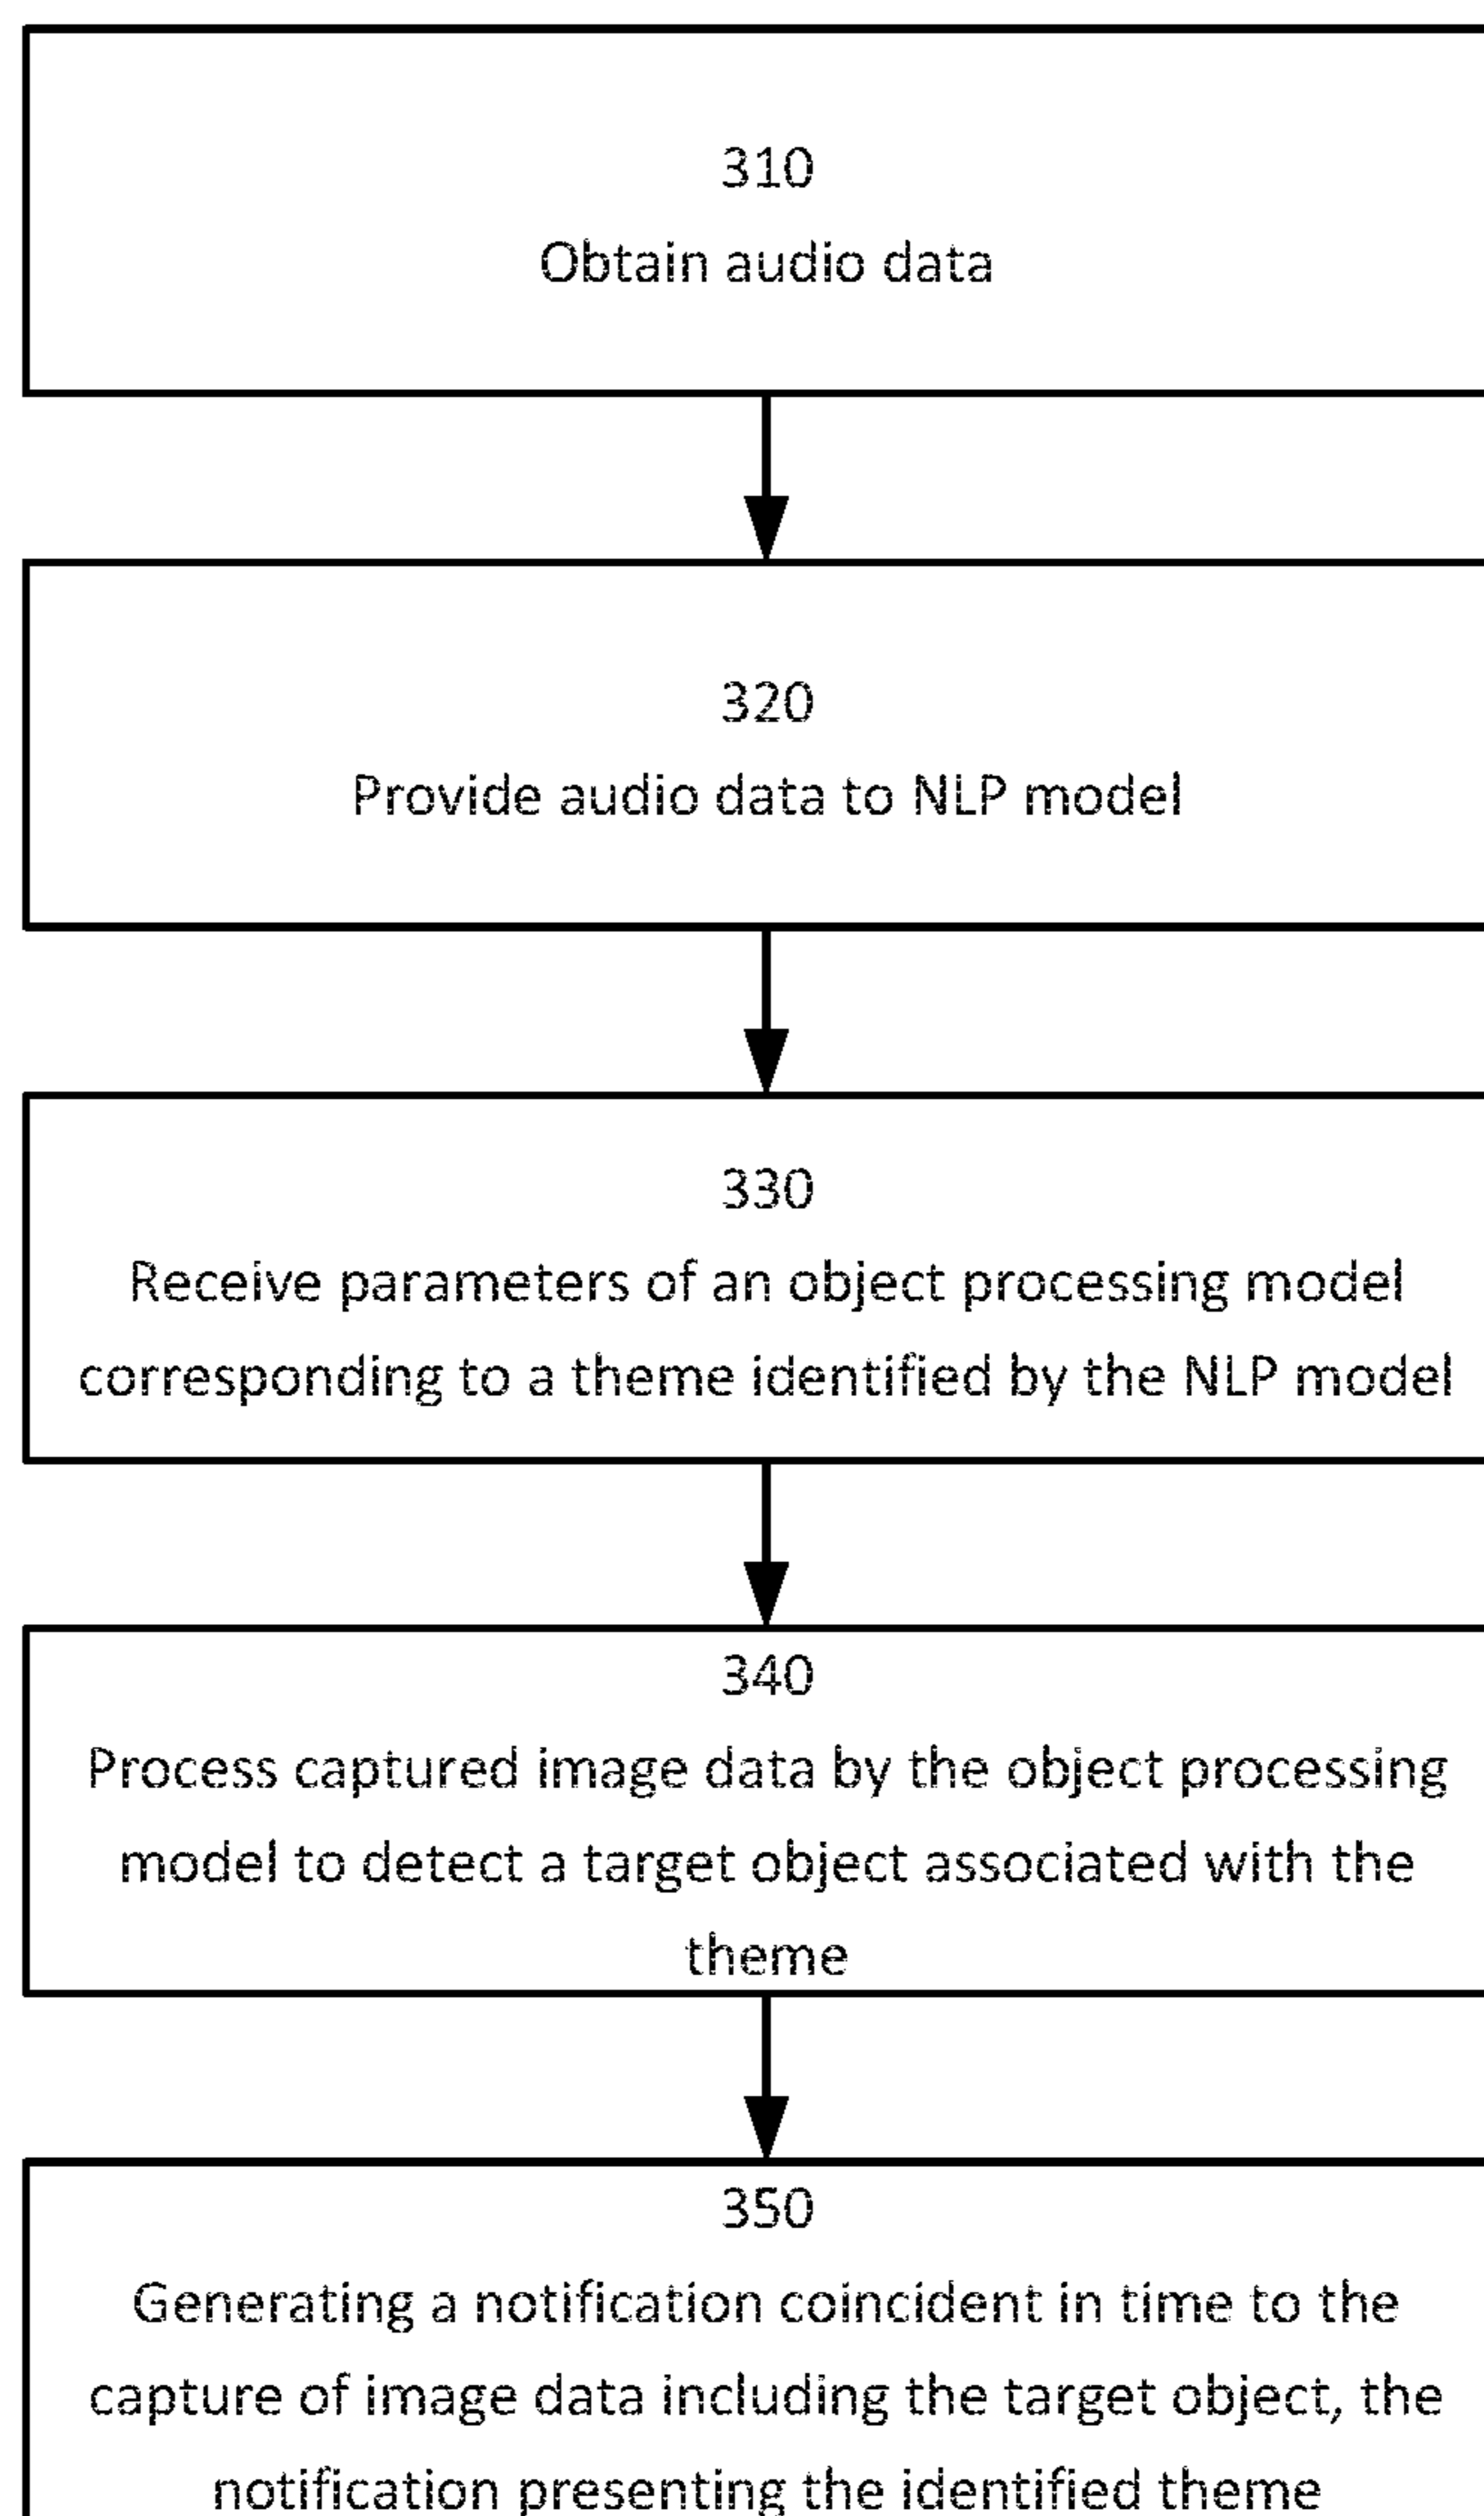 310
Obtain audio data
320
Provide audio data to NLP model
330
Receive parameters of an object processing model
corresponding to a theme identified by the NLP model
340
Process captured image data by the object processing
model to detect a target object associated with the
theme
350
Generating a notification coincident in time to the
capture of image data including the target object, the
notification presenting the identified theme